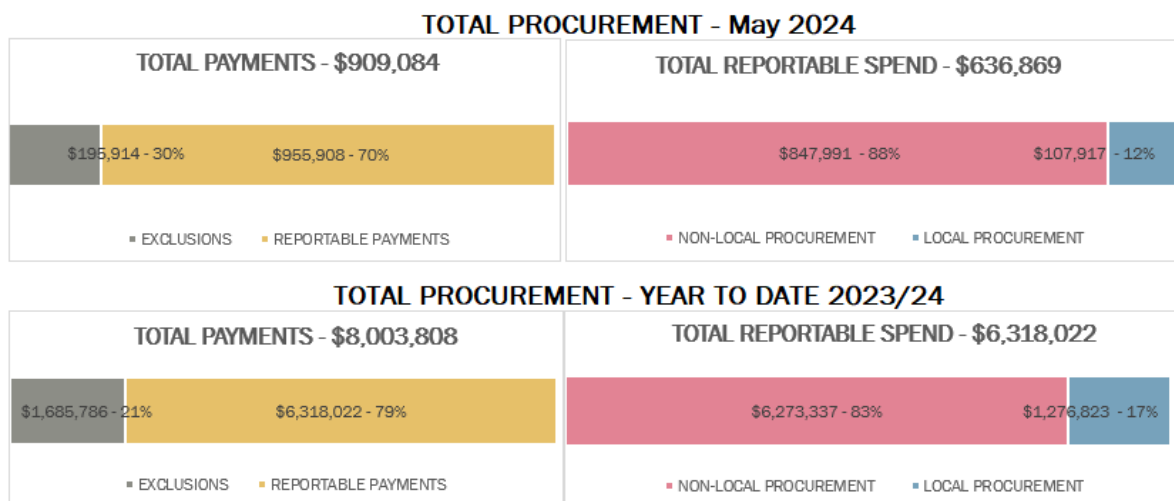 TOTAL PROCUREMENT - May 2024
TOTAL PAYMENTS - $909,084
$195,914 - 30%
$955,908 - 70%
EXCLUSIONS
REPORTABLE PAYMENTS
TOTAL REPORTABLE SPEND - $636,869
$847,991 - 88%
$107,917 - 12%
NON-LOCAL PROCUREMENT
LOCAL PROCUREMENT
TOTAL PROCUREMENT - YEAR TO DATE 2023/24
TOTAL PAYMENTS - $8,003,808
$1,685,786 - 21%
$6,318,022 - 79%
EXCLUSIONS
REPORTABLE PAYMENTS
TOTAL REPORTABLE SPEND - $6,318,022
$6,273,337 - 83%
$1,276,823 - 17%
NON-LOCAL PROCUREMENT
LOCAL PROCUREMENT